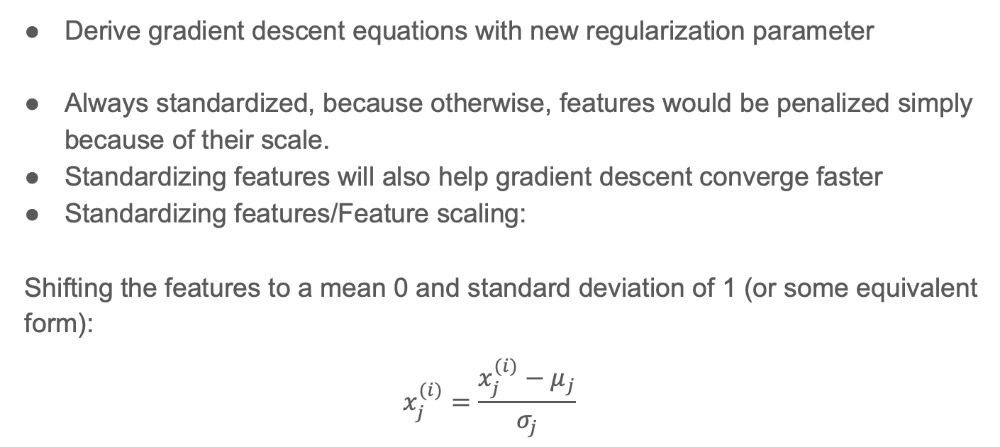 ● Derive gradient descent equations with new regularization parameter
● Always standardized, because otherwise, features would be penalized simply
because of their scale.
● Standardizing features will also help gradient descent converge faster
● Standardizing features/Feature scaling:
Shifting the features to a mean 0 and standard deviation of 1 (or some equivalent
form):
x_j^{(i)} = \frac{x_j^{(i)} - μ_j}{σ_j}